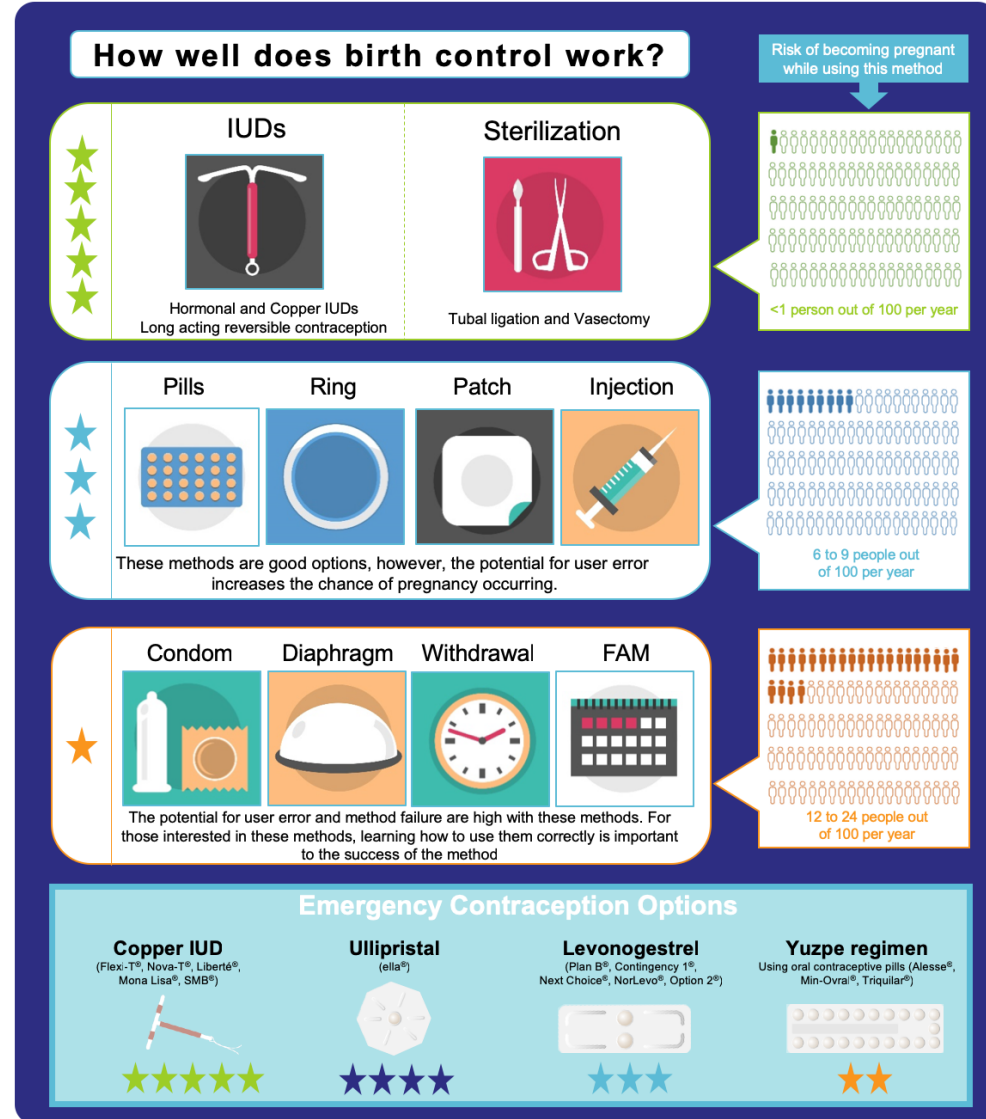 How well does birth control work?
Risk of becoming pregnant
while using this method
IUDs
Hormonal and Copper IUDs
Long acting reversible contraception
Sterilization
Tubal ligation and Vasectomy
<1 person out of 100 per year
Pills
Ring
Patch
Injection
These methods are good options, however, the potential for user error
increases the chance of pregnancy occurring.
6 to 9 people out
of 100 per year
Condom
Diaphragm
Withdrawal
FAM
The potential for user error and method failure are high with these methods. For
those interested in these methods, learning how to use them correctly is important
to the success of the method
12 to 24 people out
of 100 per year
Emergency Contraception Options
Copper IUD
(Flexi-T®, Nova-T®, Liberté®,
Mona Lisa®, SMB®)
Ullipristal
(ella®)
Levonogestrel
(Plan B®, Contingency 1®,
Next Choice®, NorLevo®, Option 2®)
Yuzpe regimen
Using oral contraceptive pills (Alesse®,
Min-Ovral®, Triquilar®)